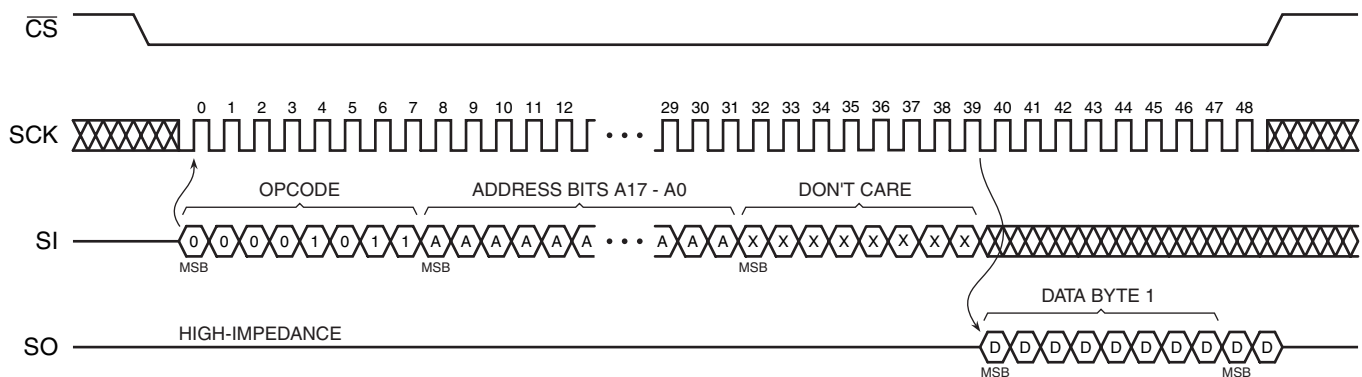 CS
0 1 2 3 4 5 6 7 8 9 10 11 12 29 30 31 32 33 34 35 36 37 38 39 40 41 42 43 44 45 46 47 48
SCK
OPCODE ADDRESS BITS A17 - A0 DON'T CARE
SI 0 0 0 0 1 0 1 1 A A A A A A A A A X X X X X X X X
MSB MSB MSB
DATA BYTE 1
HIGH-IMPEDANCE
SO D D D D D D D D D D
MSB MSB